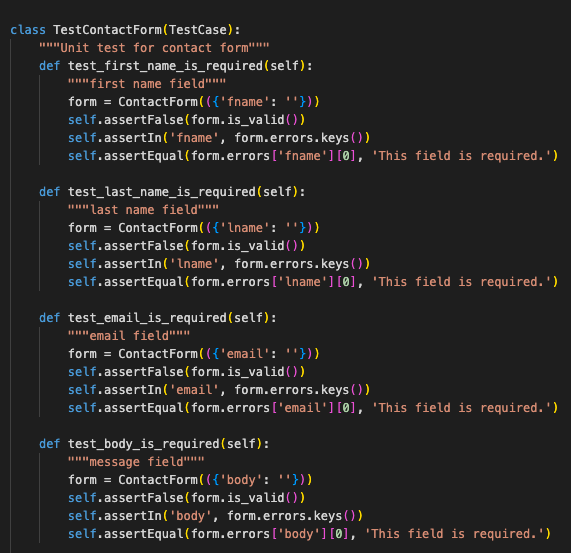 class TestContactForm(TestCase):
    """Unit test for contact form"""
    def test_first_name_is_required(self):
        """first name field"""
        form = ContactForm(({'fname': ''}))
        self.assertFalse(form.is_valid())
        self.assertIn('fname', form.errors.keys())
        self.assertEqual(form.errors['fname'][0], 'This field is required.')

    def test_last_name_is_required(self):
        """last name field"""
        form = ContactForm(({'lname': ''}))
        self.assertFalse(form.is_valid())
        self.assertIn('lname', form.errors.keys())
        self.assertEqual(form.errors['lname'][0], 'This field is required.')

    def test_email_is_required(self):
        """email field"""
        form = ContactForm(({'email': ''}))
        self.assertFalse(form.is_valid())
        self.assertIn('email', form.errors.keys())
        self.assertEqual(form.errors['email'][0], 'This field is required.')

    def test_body_is_required(self):
        """message field"""
        form = ContactForm(({'body': ''}))
        self.assertFalse(form.is_valid())
        self.assertIn('body', form.errors.keys())
        self.assertEqual(form.errors['body'][0], 'This field is required.')